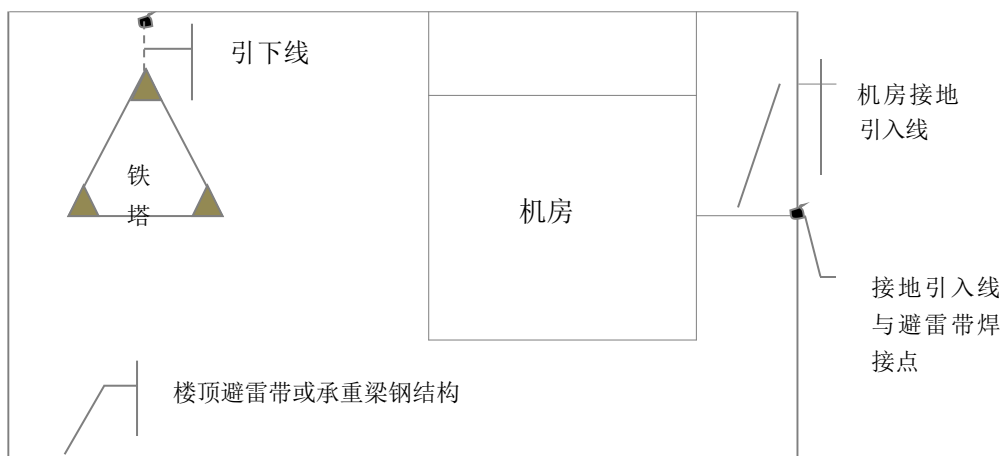 引下线
机房接地
引入线
铁
塔
机房
接地引入线
与避雷带焊
接点
楼顶避雷带或承重梁钢结构